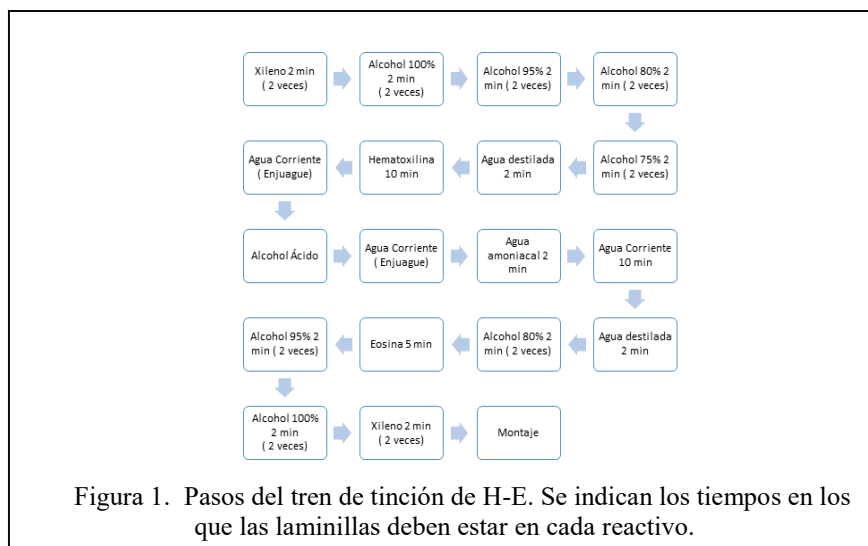 Xileno 2 min
( 2 veces)
Alcohol 100%
2 min
( 2 veces)
Alcohol 95% 2
min ( 2 veces)
Alcohol 80% 2
min ( 2 veces)
Alcohol 75% 2
min ( 2 veces)
Agua destilada
2 min
Hematoxilina
10 min
Agua Corriente
( Enjuague)
Alcohol Ácido
Agua Corriente
( Enjuague)
Agua
amoniacal 2
min
Agua Corriente
10 min
Agua destilada
2 min
Alcohol 80% 2
min ( 2 veces)
Eosina 5 min
Alcohol 95% 2
min ( 2 veces)
Alcohol 100%
2 min
( 2 veces)
Xileno 2 min
( 2 veces)
Montaje
Figura 1. Pasos del tren de tinción de H-E. Se indican los tiempos en los
que las laminillas deben estar en cada reactivo.